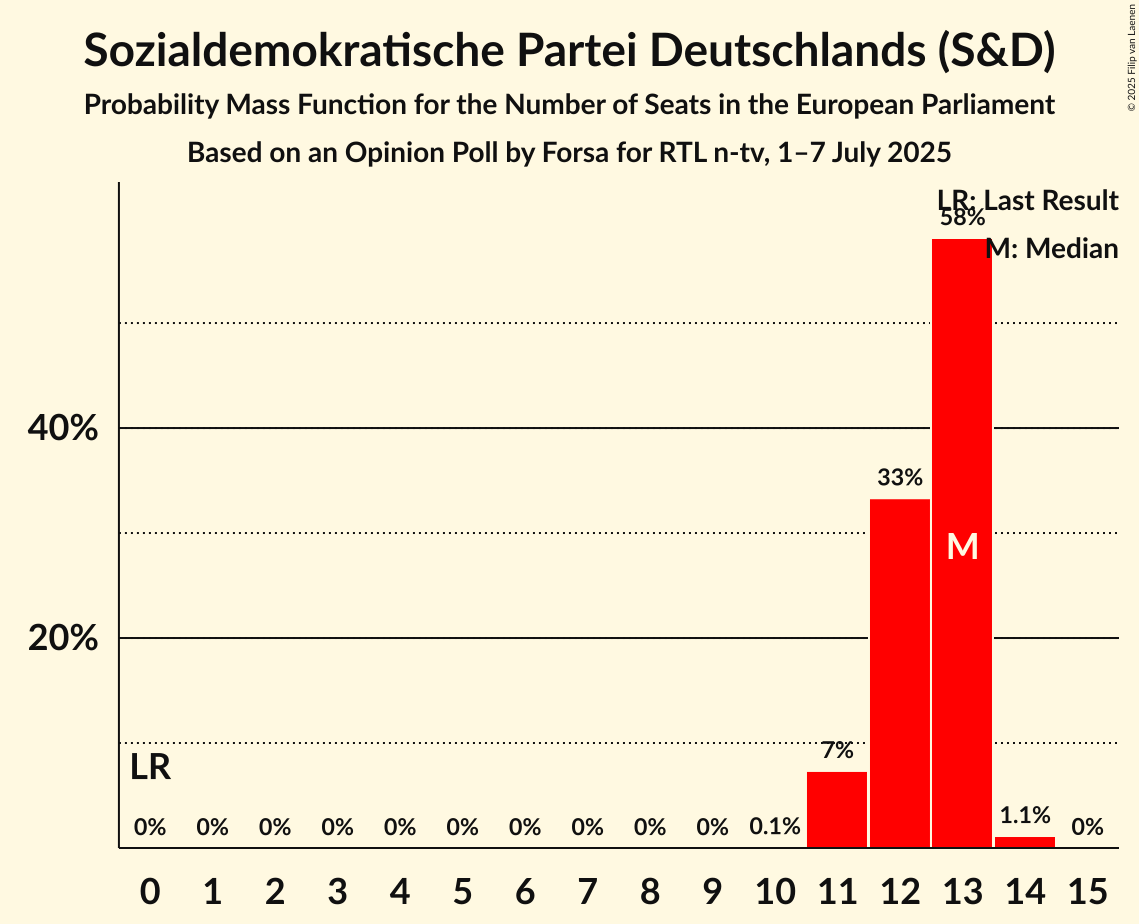 Sozialdemokratische Partei Deutschlands (S&D)
Probability Mass Function for the Number of Seats in the European Parliament
Based on an Opinion Poll by Forsa for RTL n-tv, 1–7 July 2025
© 2025 Filip van Laenen
LR: Last Result
M: Median
58%
40%
33%
M
20%
7%
LR
0% 0% 0% 0% 0% 0% 0% 0% 0% 0% 0.1% 1.1% 0%
0 1 2 3 4 5 6 7 8 9 10 11 12 13 14 15